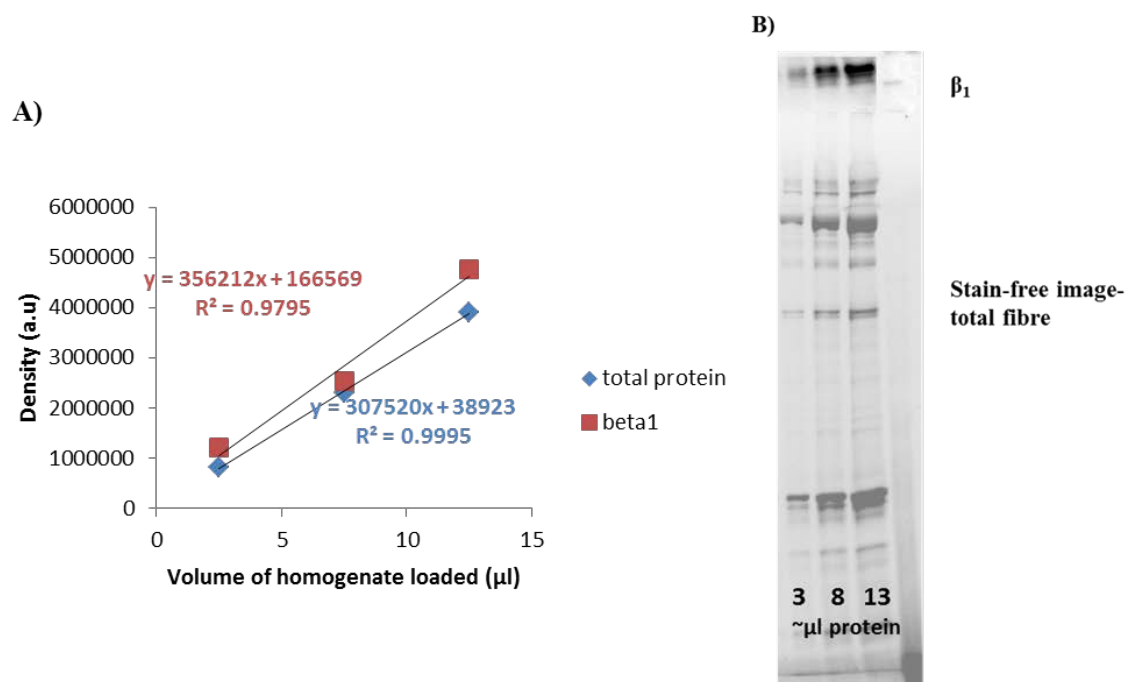 A)
6000000
5000000
4000000
3000000
2000000
1000000
0
Density (a.u)
y = 356212x + 166569
R² = 0.9795
y = 307520x + 38923
R² = 0.9995
0 5 10 15
Volume of homogenate loaded (µl)
total protein
beta1
B)
β₁
Stain-free image-
total fibre
3 8 13
~µl protein